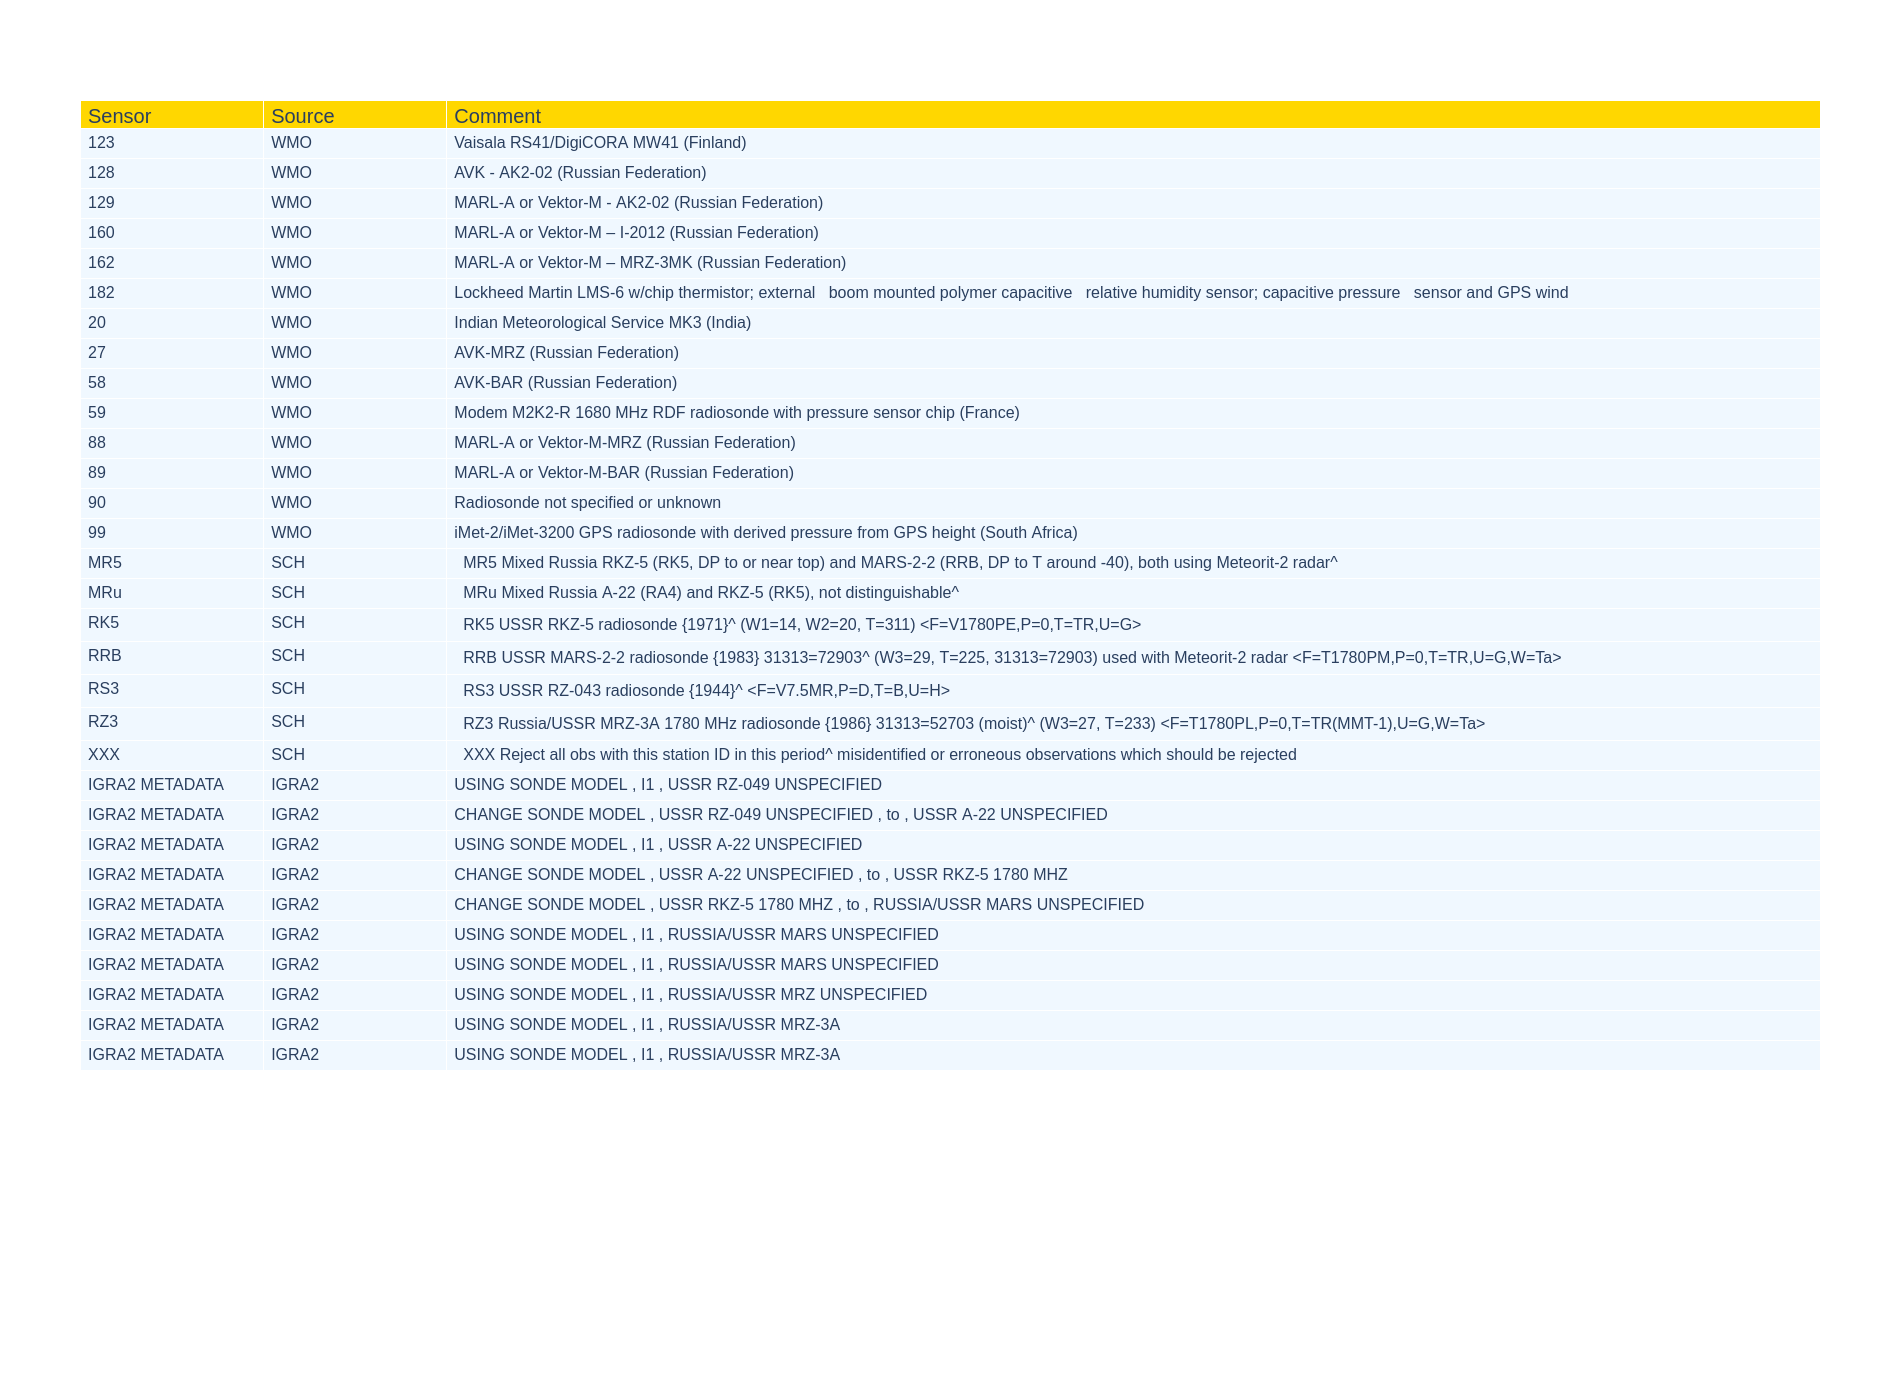 Sensor Source Comment
123 WMO Vaisala RS41/DigiCORA MW41 (Finland)
128 WMO AVK - AK2-02 (Russian Federation)
129 WMO MARL-A or Vektor-M - AK2-02 (Russian Federation)
160 WMO MARL-A or Vektor-M – I-2012 (Russian Federation)
162 WMO MARL-A or Vektor-M – MRZ-3MK (Russian Federation)
182 WMO Lockheed Martin LMS-6 w/chip thermistor; external boom mounted polymer capacitive relative humidity sensor; capacitive pressure sensor and GPS wind
20 WMO Indian Meteorological Service MK3 (India)
27 WMO AVK-MRZ (Russian Federation)
58 WMO AVK-BAR (Russian Federation)
59 WMO Modem M2K2-R 1680 MHz RDF radiosonde with pressure sensor chip (France)
88 WMO MARL-A or Vektor-M-MRZ (Russian Federation)
89 WMO MARL-A or Vektor-M-BAR (Russian Federation)
90 WMO Radiosonde not specified or unknown
99 WMO iMet-2/iMet-3200 GPS radiosonde with derived pressure from GPS height (South Africa)
MR5 SCH MR5 Mixed Russia RKZ-5 (RK5, DP to or near top) and MARS-2-2 (RRB, DP to T around -40), both using Meteorit-2 radar^
MRu SCH MRu Mixed Russia A-22 (RA4) and RKZ-5 (RK5), not distinguishable^
RK5 SCH RK5 USSR RKZ-5 radiosonde {1971}^ (W1=14, W2=20, T=311) <F=V1780PE,P=0,T=TR,U=G>
RRB SCH RRB USSR MARS-2-2 radiosonde {1983} 31313=72903^ (W3=29, T=225, 31313=72903) used with Meteorit-2 radar <F=T1780PM,P=0,T=TR,U=G,W=Ta>
RS3 SCH RS3 USSR RZ-043 radiosonde {1944}^ <F=V7.5MR,P=D,T=B,U=H>
RZ3 SCH RZ3 Russia/USSR MRZ-3A 1780 MHz radiosonde {1986} 31313=52703 (moist)^ (W3=27, T=233) <F=T1780PL,P=0,T=TR(MMT-1),U=G,W=Ta>
XXX SCH XXX Reject all obs with this station ID in this period^ misidentified or erroneous observations which should be rejected
IGRA2 METADATA IGRA2 USING SONDE MODEL , I1 , USSR RZ-049 UNSPECIFIED
IGRA2 METADATA IGRA2 CHANGE SONDE MODEL , USSR RZ-049 UNSPECIFIED , to , USSR A-22 UNSPECIFIED
IGRA2 METADATA IGRA2 USING SONDE MODEL , I1 , USSR A-22 UNSPECIFIED
IGRA2 METADATA IGRA2 CHANGE SONDE MODEL , USSR A-22 UNSPECIFIED , to , USSR RKZ-5 1780 MHZ
IGRA2 METADATA IGRA2 CHANGE SONDE MODEL , USSR RKZ-5 1780 MHZ , to , RUSSIA/USSR MARS UNSPECIFIED
IGRA2 METADATA IGRA2 USING SONDE MODEL , I1 , RUSSIA/USSR MARS UNSPECIFIED
IGRA2 METADATA IGRA2 USING SONDE MODEL , I1 , RUSSIA/USSR MARS UNSPECIFIED
IGRA2 METADATA IGRA2 USING SONDE MODEL , I1 , RUSSIA/USSR MRZ UNSPECIFIED
IGRA2 METADATA IGRA2 USING SONDE MODEL , I1 , RUSSIA/USSR MRZ-3A
IGRA2 METADATA IGRA2 USING SONDE MODEL , I1 , RUSSIA/USSR MRZ-3A